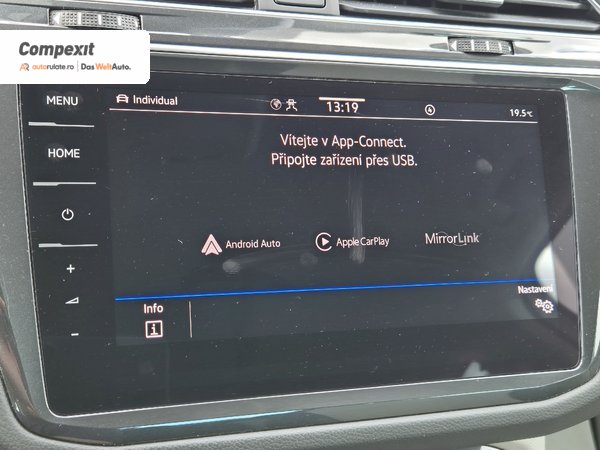 Compexit
autorulate.ro | Das WeltAuto.
MENU
HOME
+
-
Individual
13:19
19.5°C
Vítejte v App-Connect.
Připojte zařízení přes USB.
Android Auto
Apple CarPlay
MirrorLink
Info
Nastavení